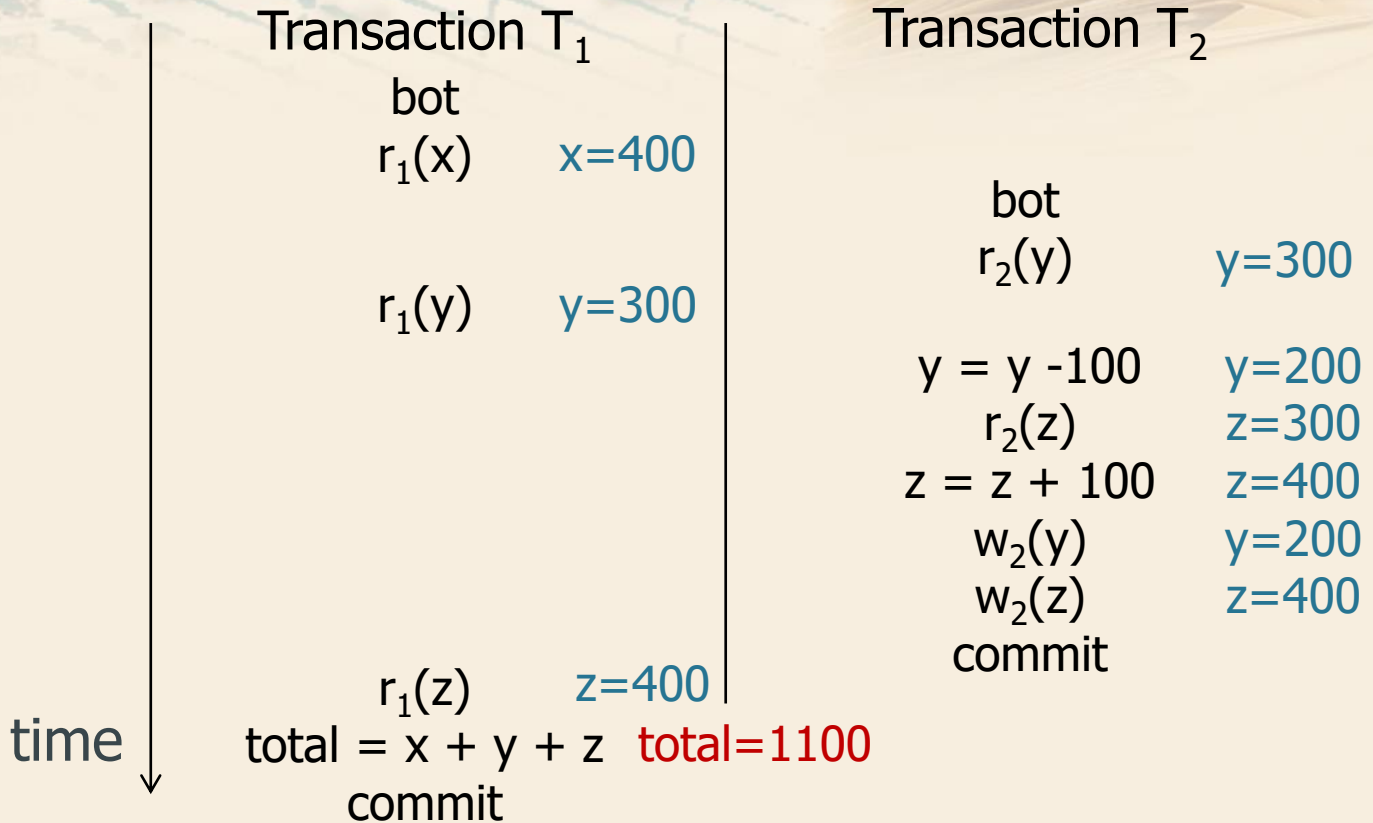 Transaction T₁ Transaction T₂
bot
r₁(x) x=400
bot
r₂(y) y=300
r₁(y) y=300
y = y -100 y=200
r₂(z) z=300
z = z + 100 z=400
w₂(y) y=200
w₂(z) z=400
commit
r₁(z) z=400
time total = x + y + z total=1100
commit